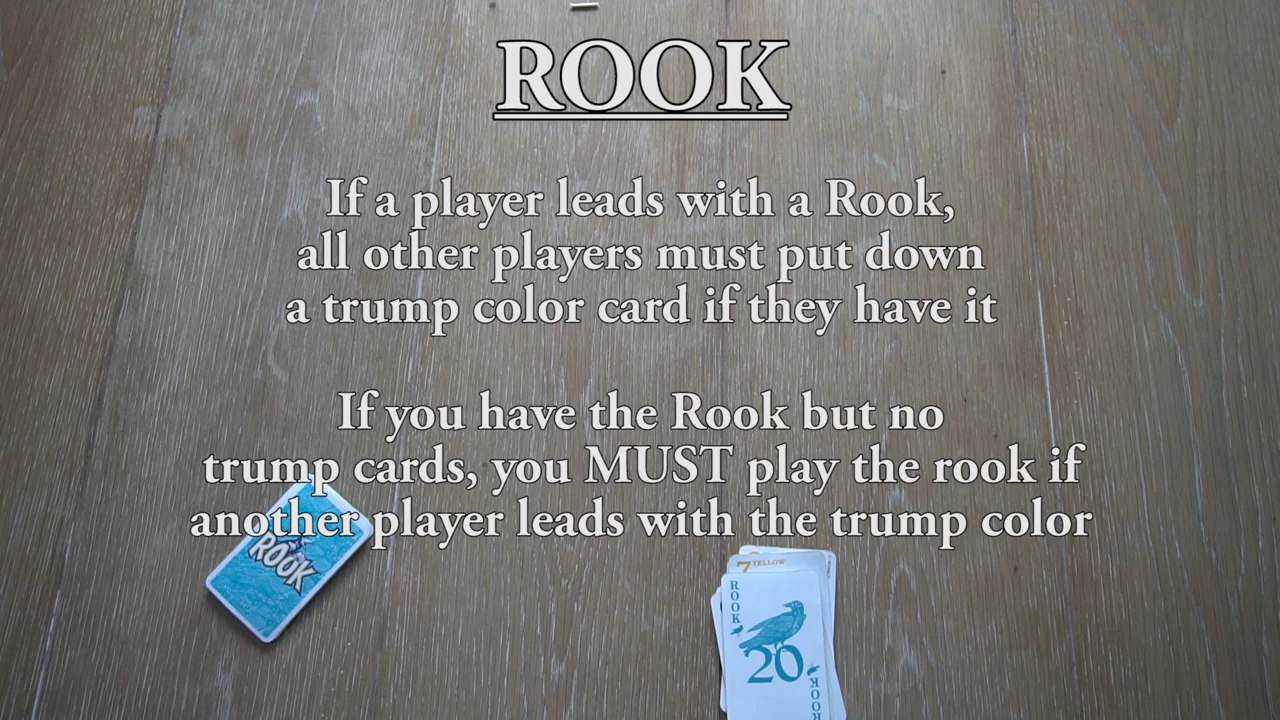 ROOK
If a player leads with a Rook,
all other players must put down
a trump color card if they have it
If you have the Rook but no
trump cards, you MUST play the rook if
another player leads with the trump color
ROOK
7 YELLOW
ROOK
20
ROOK